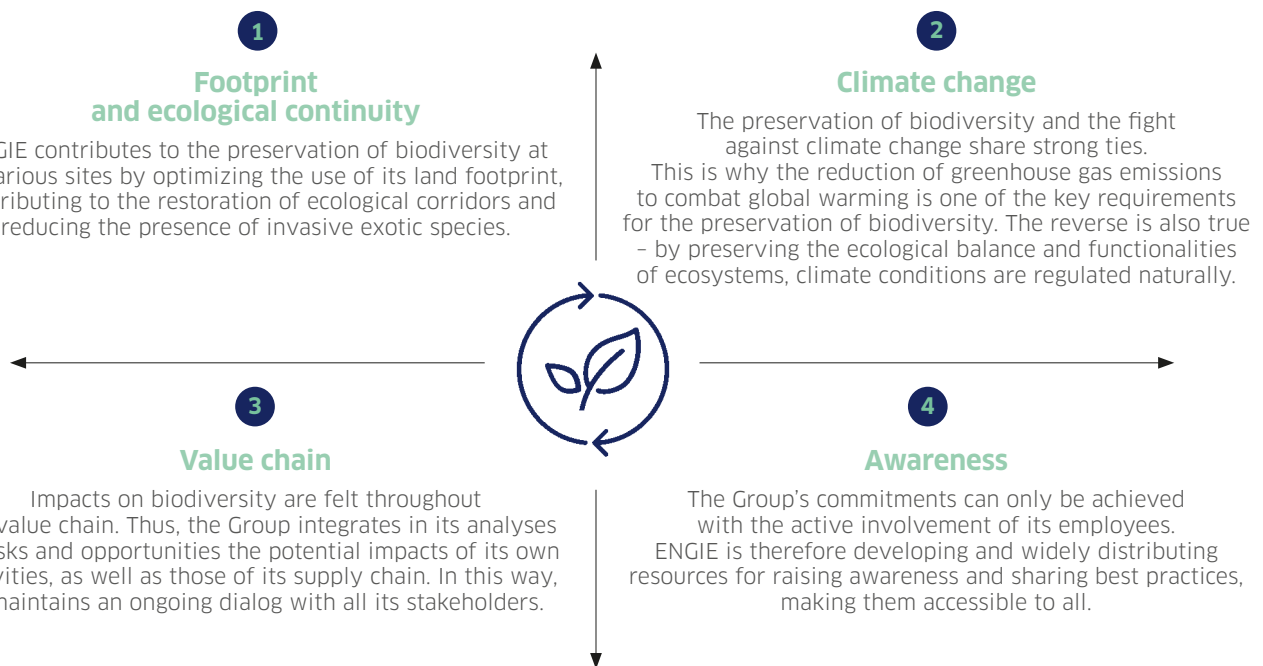 1
Footprint
and ecological continuity
GIE contributes to the preservation of biodiversity at
arious sites by optimizing the use of its land footprint,
ributing to the restoration of ecological corridors and
reducing the presence of invasive exotic species.
2
Climate change
The preservation of biodiversity and the fight
against climate change share strong ties.
This is why the reduction of greenhouse gas emissions
to combat global warming is one of the key requirements
for the preservation of biodiversity. The reverse is also true
– by preserving the ecological balance and functionalities
of ecosystems, climate conditions are regulated naturally.
3
Value chain
Impacts on biodiversity are felt throughout
value chain. Thus, the Group integrates in its analyses
sks and opportunities the potential impacts of its own
vities, as well as those of its supply chain. In this way,
maintains an ongoing dialog with all its stakeholders.
4
Awareness
The Group’s commitments can only be achieved
with the active involvement of its employees.
ENGIE is therefore developing and widely distributing
resources for raising awareness and sharing best practices,
making them accessible to all.